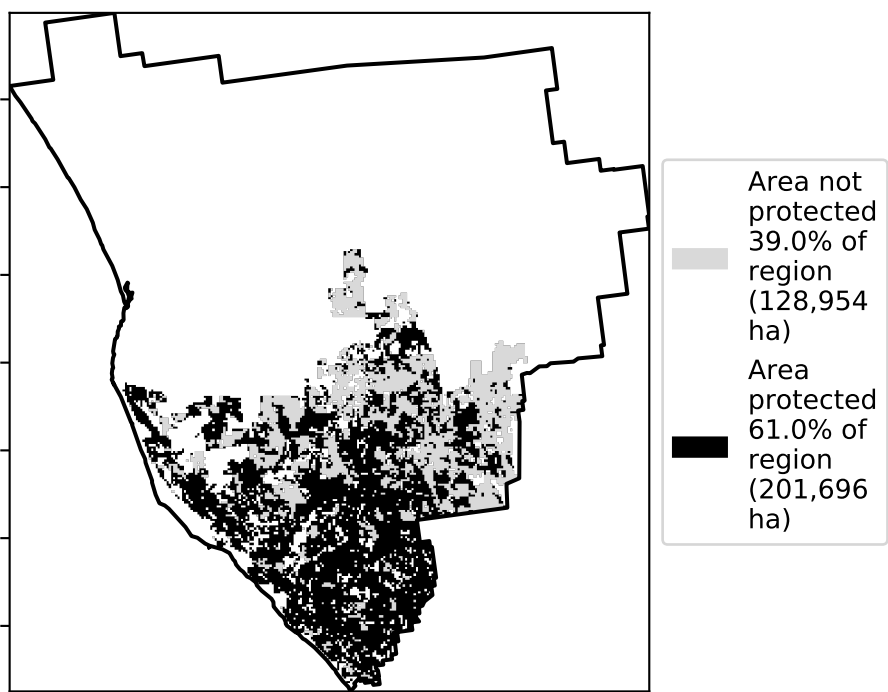 Area not
protected
39.0% of
region
(128,954
ha)
Area
protected
61.0% of
region
(201,696
ha)